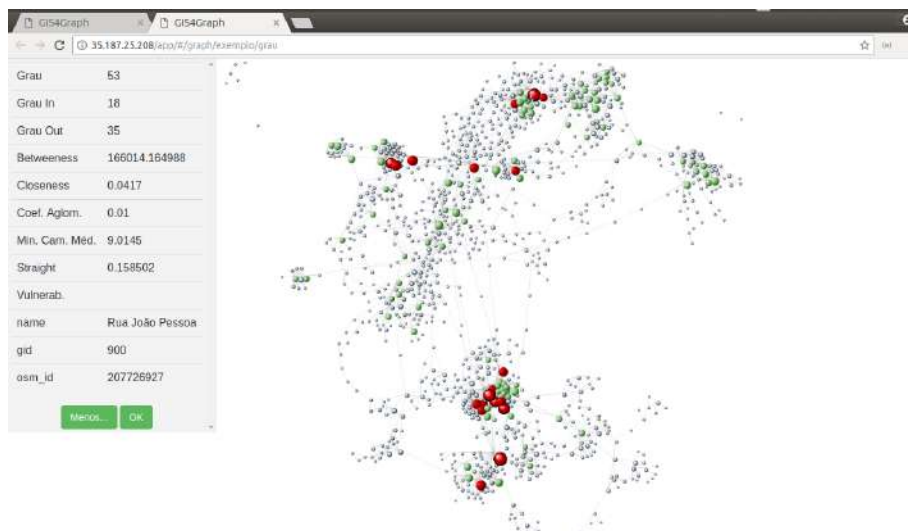 GIS4Graph
GIS4Graph
35.187.25.208/app/#/graph/exemplo/grau
Grau 53
Grau In 18
Grau Out 35
Betweeness 166014.164988
Closeness 0.0417
Coef. Aglom. 0.01
Min. Cam. Méd. 9.0145
Straight 0.158502
Vulnerab.
name Rua João Pessoa
gid 900
osm_id 207726927
Menos... OK